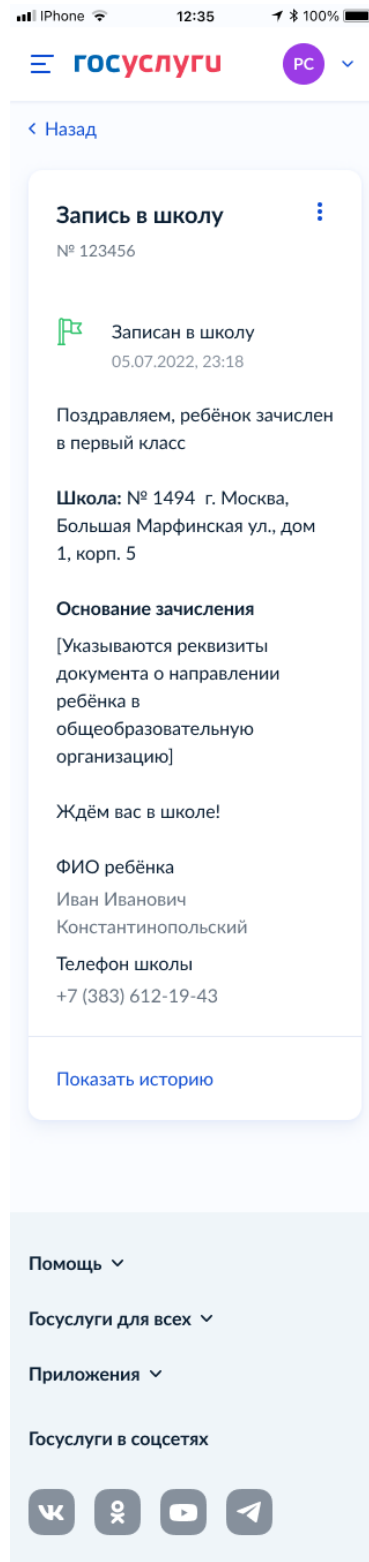 iPhone 12:35 100%
госуслуги РС
Назад
Запись в школу
№ 123456
Записан в школу
05.07.2022, 23:18
Поздравляем, ребёнок зачислен
в первый класс
Школа: № 1494 г. Москва,
Большая Марфинская ул., дом
1, корп. 5
Основание зачисления
[Указываются реквизиты
документа о направлении
ребёнка в
общеобразовательную
организацию]
Ждём вас в школе!
ФИО ребёнка
Иван Иванович
Константинопольский
Телефон школы
+7 (383) 612-19-43
Показать историю
Помощь
Госуслуги для всех
Приложения
Госуслуги в соцсетях